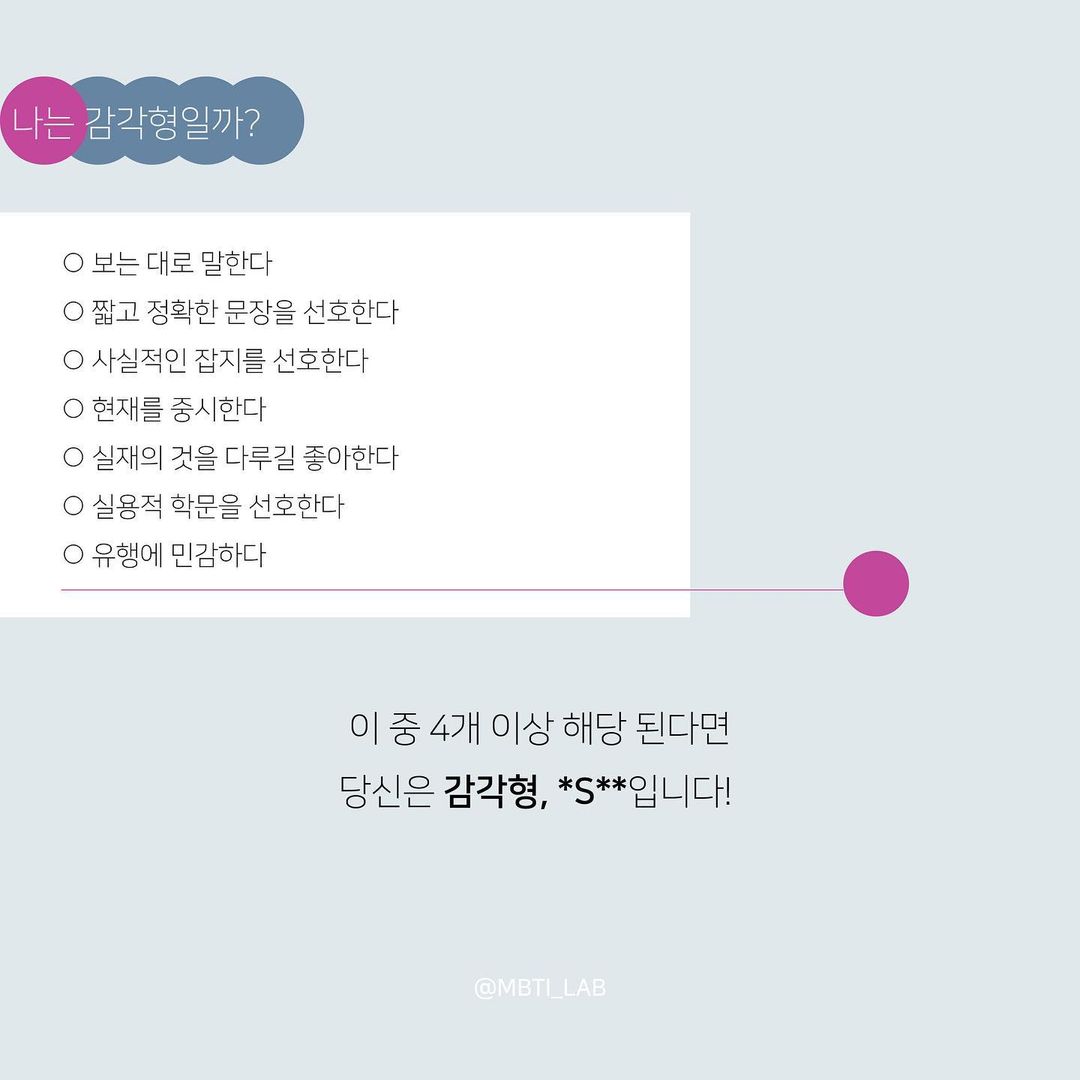 나는 감각형일까?
○ 보는 대로 말한다
○ 짧고 정확한 문장을 선호한다
○ 사실적인 잡지를 선호한다
○ 현재를 중시한다
○ 실재의 것을 다루길 좋아한다
○ 실용적 학문을 선호한다
○ 유행에 민감하다
이 중 4개 이상 해당 된다면
당신은 감각형, *S**입니다!
@MBTI_LAB